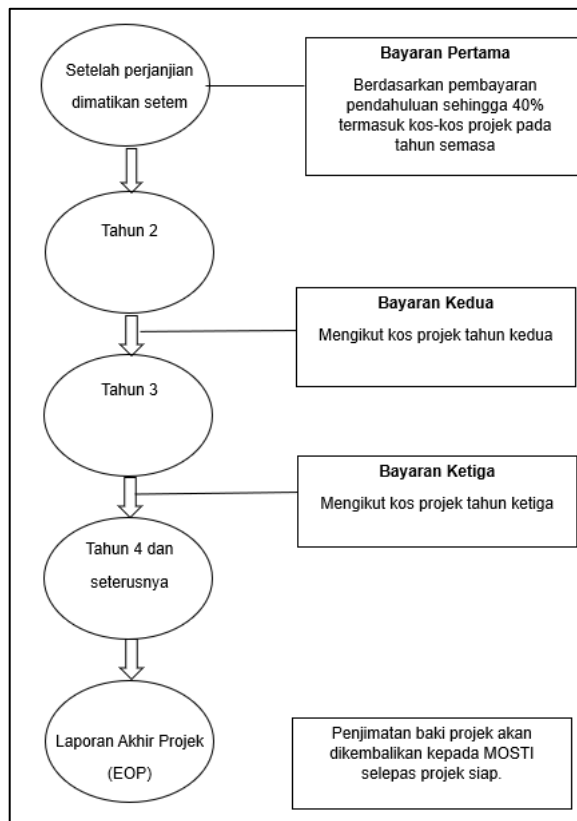 Setelah perjanjian
dimatikan setem
Bayaran Pertama
Berdasarkan pembayaran
pendahuluan sehingga 40%
termasuk kos-kos projek pada
tahun semasa
Tahun 2
Bayaran Kedua
Mengikut kos projek tahun kedua
Tahun 3
Bayaran Ketiga
Mengikut kos projek tahun ketiga
Tahun 4 dan
seterusnya
Laporan Akhir Projek
(EOP)
Penjimatan baki projek akan
dikembalikan kepada MOSTI
selepas projek siap.